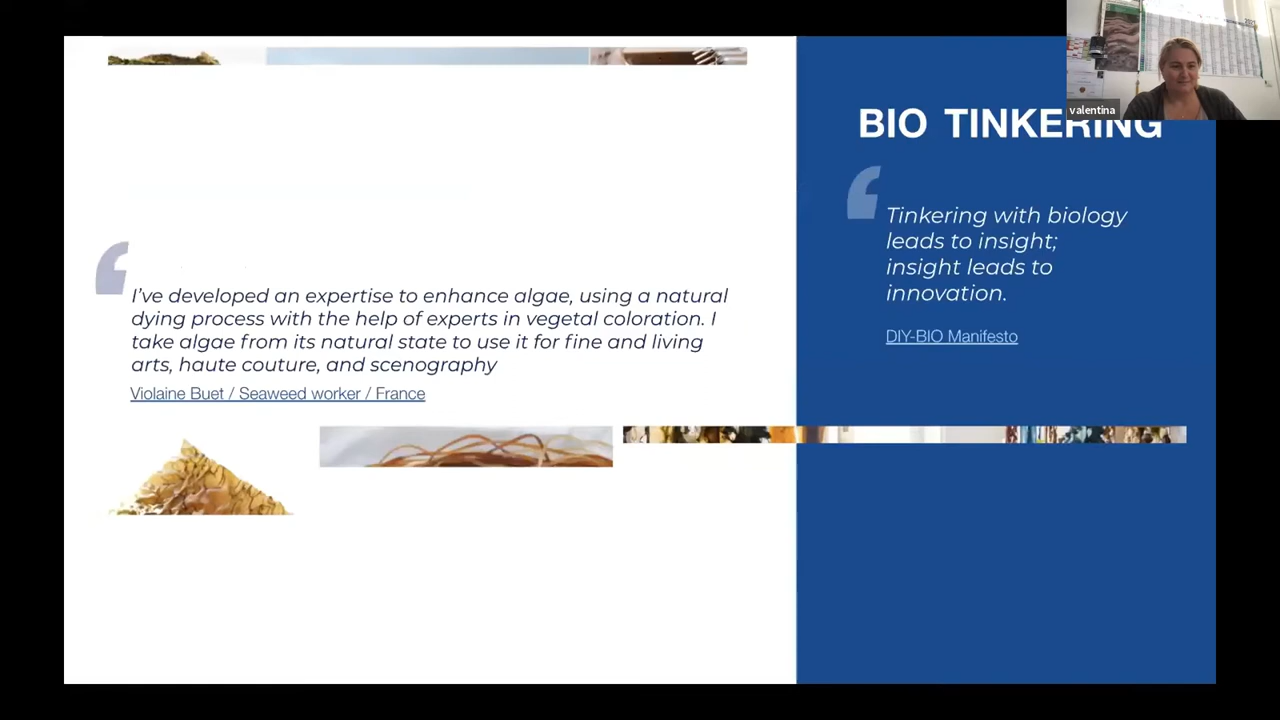 valentina
BIO TINKERING
Tinkering with biology
leads to insight;
insight leads to
innovation.
DIY-BIO Manifesto
I've developed an expertise to enhance algae, using a natural
dying process with the help of experts in vegetal coloration. I
take algae from its natural state to use it for fine and living
arts, haute couture, and scenography
Violaine Buet / Seaweed worker / France